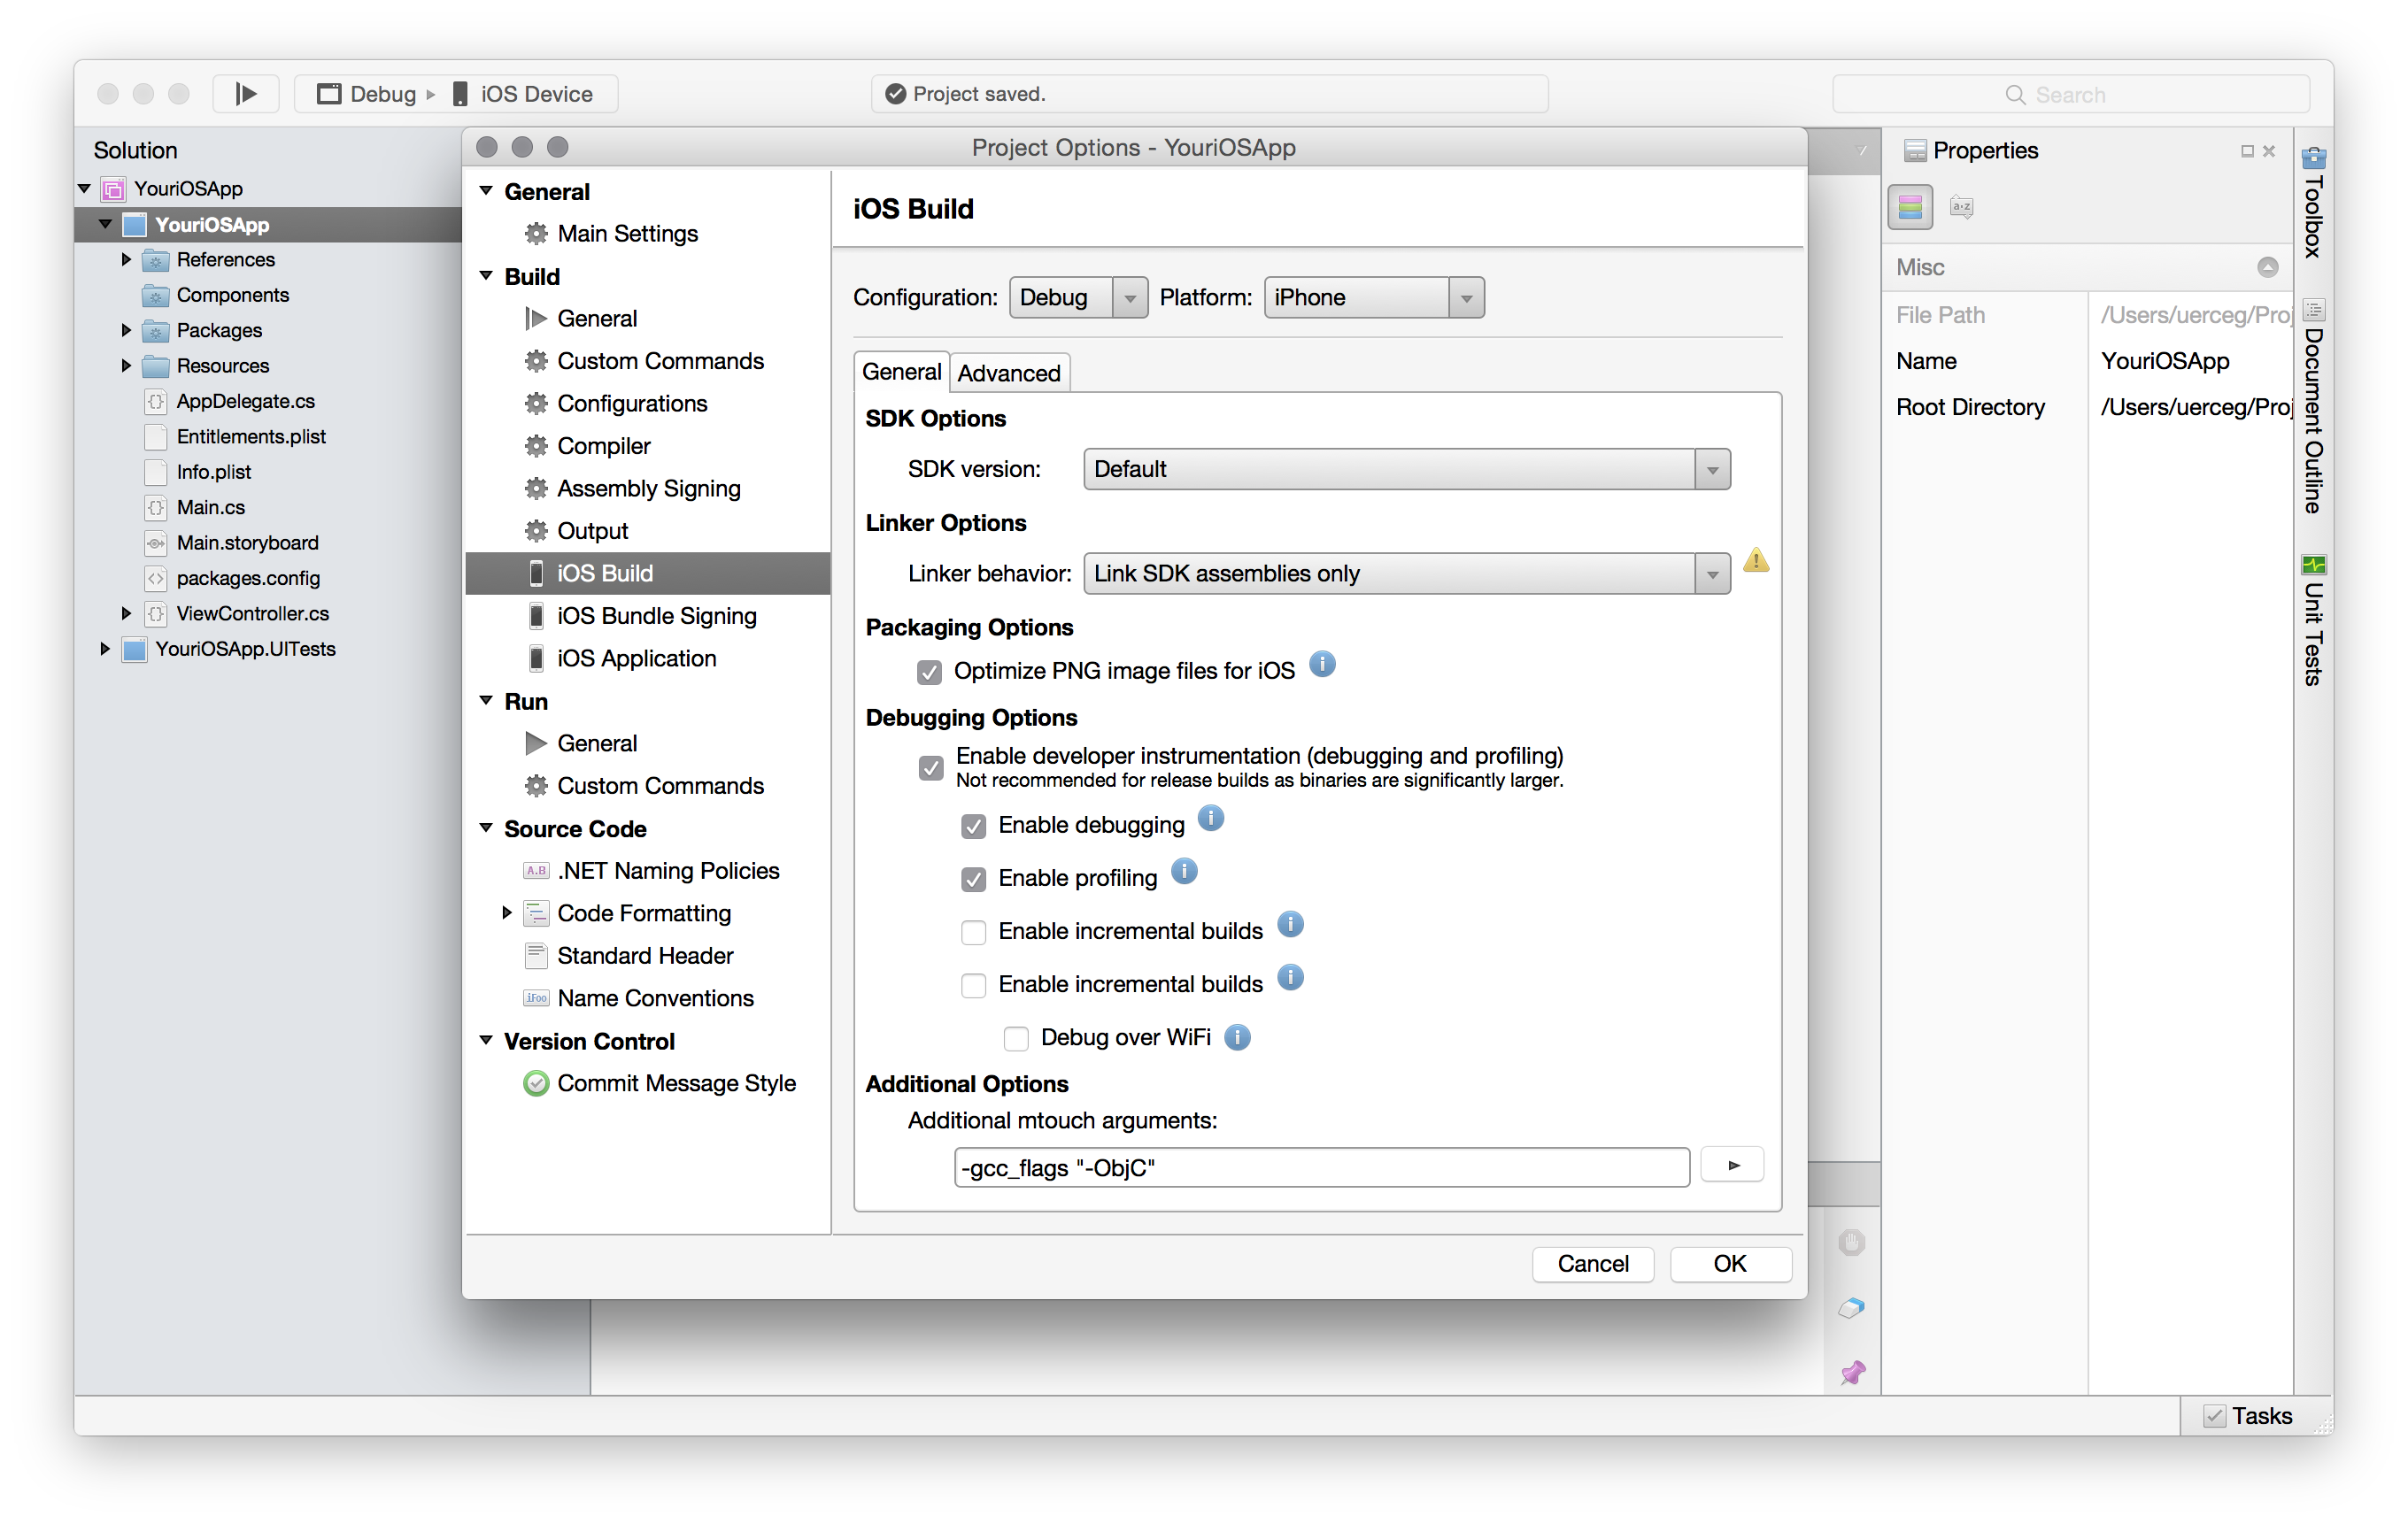 Debug
iOS Device
Project saved.
Search
Solution
YouriOSApp
YouriOSApp
References
Components
Packages
Resources
AppDelegate.cs
Entitlements.plist
Info.plist
Main.cs
Main.storyboard
packages.config
ViewController.cs
YouriOSApp.UITests
Project Options - YouriOSApp
General
Main Settings
Build
General
Custom Commands
Configurations
Compiler
Assembly Signing
Output
iOS Build
iOS Bundle Signing
iOS Application
Run
General
Custom Commands
Source Code
A.B .NET Naming Policies
Code Formatting
Standard Header
iFoo Name Conventions
Version Control
Commit Message Style
iOS Build
Configuration: Debug Platform: iPhone
General Advanced
SDK Options
SDK version: Default
Linker Options
Linker behavior: Link SDK assemblies only
Packaging Options
Optimize PNG image files for iOS
Debugging Options
Enable developer instrumentation (debugging and profiling)
Not recommended for release builds as binaries are significantly larger.
Enable debugging
Enable profiling
Enable incremental builds
Enable incremental builds
Debug over WiFi
Additional Options
Additional mtouch arguments:
-gcc_flags "-ObjC"
Cancel OK
Properties
a-z
Misc
File Path /Users/uerceg/Proj
Name YouriOSApp
Root Directory /Users/uerceg/Proj
Toolbox
Document Outline
Unit Tests
Tasks